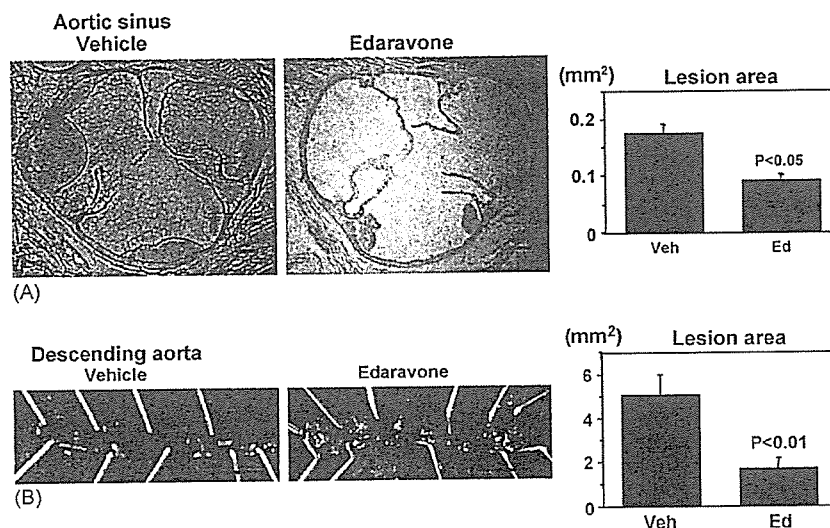 Aortic sinus
Vehicle
Edaravone
(mm²)
Lesion area
0.2
0.1
0
P<0.05
Veh
Ed
(A)
Descending aorta
Vehicle
Edaravone
(mm²)
Lesion area
6
4
2
0
P<0.01
Veh
Ed
(B)